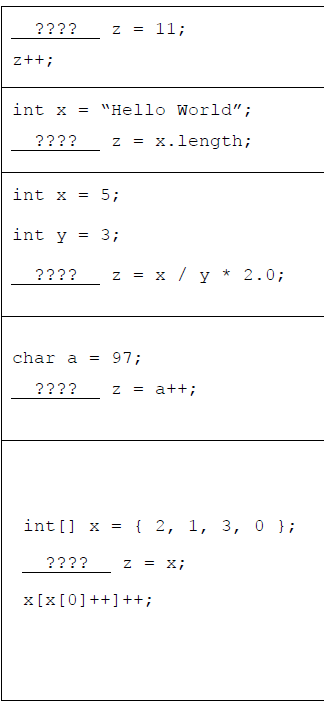 ???? z = 11;
z++;
int x = “Hello World”;
???? z = x.length;
int x = 5;
int y = 3;
???? z = x / y * 2.0;
char a = 97;
???? z = a++;
int[] x = { 2, 1, 3, 0 };
???? z = x;
x[x[0]++]++;